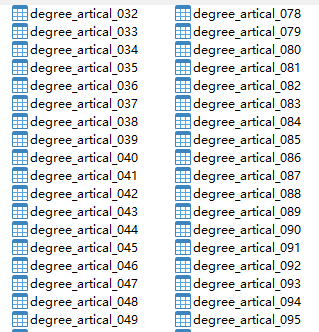 degree_artical_032
degree_artical_033
degree_artical_034
degree_artical_035
degree_artical_036
degree_artical_037
degree_artical_038
degree_artical_039
degree_artical_040
degree_artical_041
degree_artical_042
degree_artical_043
degree_artical_044
degree_artical_045
degree_artical_046
degree_artical_047
degree_artical_048
degree_artical_049
degree_artical_078
degree_artical_079
degree_artical_080
degree_artical_081
degree_artical_082
degree_artical_083
degree_artical_084
degree_artical_085
degree_artical_086
degree_artical_087
degree_artical_088
degree_artical_089
degree_artical_090
degree_artical_091
degree_artical_092
degree_artical_093
degree_artical_094
degree_artical_095